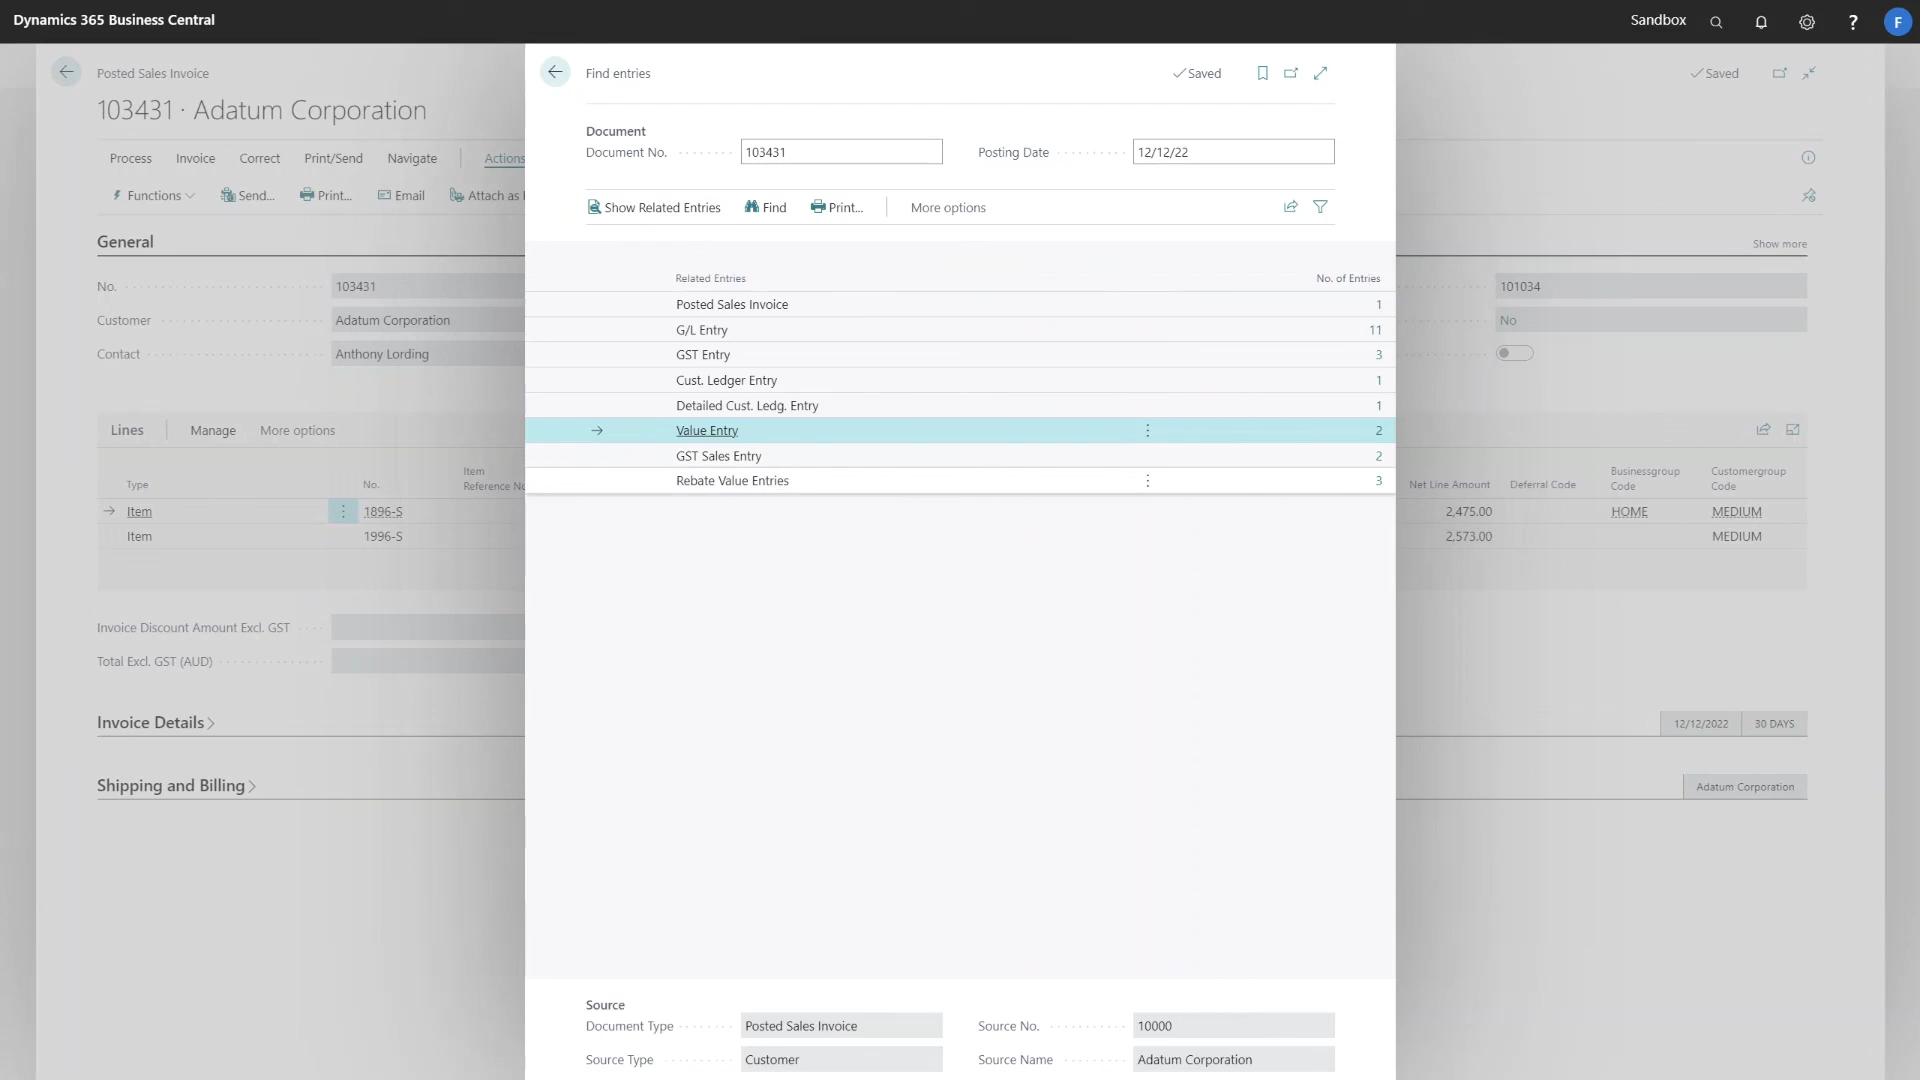 Dynamics 365 Business Central
Sandbox
?
F
Posted Sales Invoice
103431 · Adatum Corporation
Saved
Process Invoice Correct Print/Send Navigate Actions
Functions Send... Print... Email Attach as
General
Show more
No. 103431
Customer Adatum Corporation
Contact Anthony Lording
101034
No
Lines Manage More options
Type No. Item Reference No
Net Line Amount Deferral Code Businessgroup Code Customergroup Code
Item 1896-S 2,475.00 HOME MEDIUM
Item 1996-S 2,573.00 MEDIUM
Invoice Discount Amount Excl. GST
Total Excl. GST (AUD)
Invoice Details
12/12/2022 30 DAYS
Shipping and Billing
Adatum Corporation
Find entries
Saved
Document
Document No. 103431 Posting Date 12/12/22
Show Related Entries Find Print... More options
Related Entries No. of Entries
Posted Sales Invoice 1
G/L Entry 11
GST Entry 3
Cust. Ledger Entry 1
Detailed Cust. Ledg. Entry 1
Value Entry 2
GST Sales Entry 2
Rebate Value Entries 3
Source
Document Type Posted Sales Invoice Source No. 10000
Source Type Customer Source Name Adatum Corporation